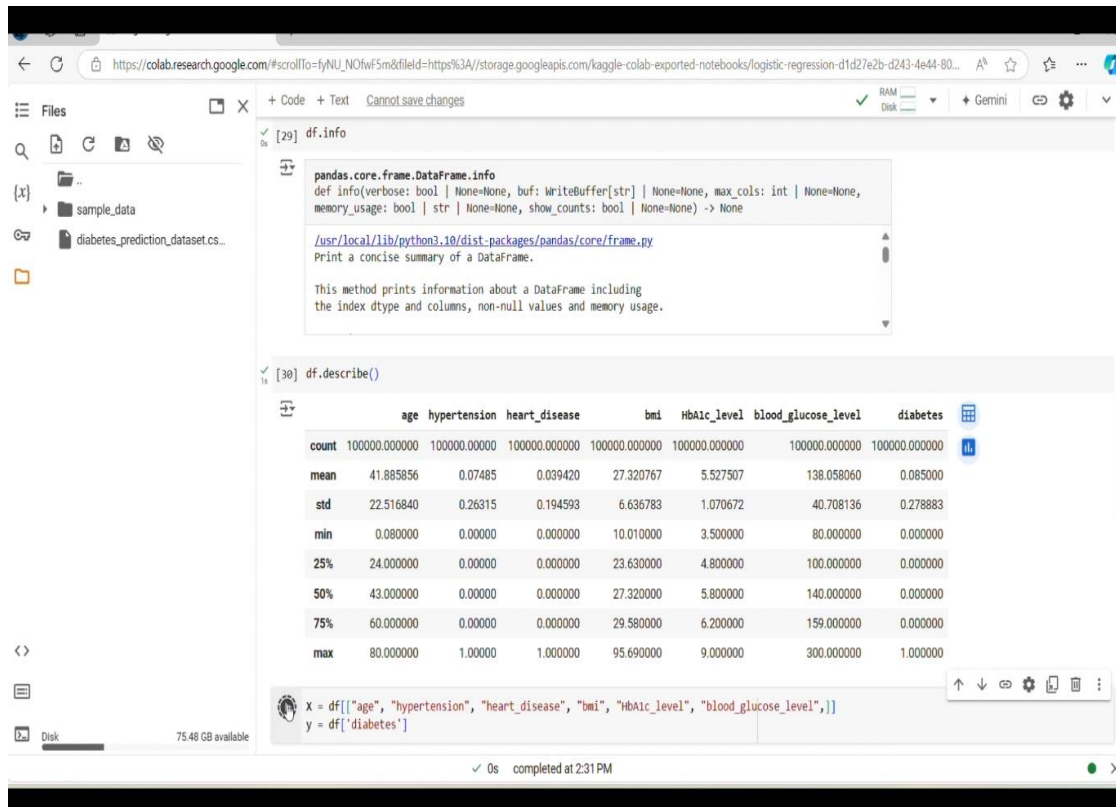 https://colab.research.google.com/#scrollTo=fyNU_NOfwF5m&fileId=https%3A//storage.googleapis.com/kaggle-colab-exported-notebooks/logistic-regression-d1d27e2b-d243-4e44-80...
Files
+ Code + Text Cannot save changes
RAM
Disk
Gemini
..
sample_data
diabetes_prediction_dataset.cs...
{x}
0s
[29] df.info
pandas.core.frame.DataFrame.info
def info(verbose: bool | None=None, buf: WriteBuffer[str] | None=None, max_cols: int | None=None,
memory_usage: bool | str | None=None, show_counts: bool | None=None) -> None
/usr/local/lib/python3.10/dist-packages/pandas/core/frame.py
Print a concise summary of a DataFrame.
This method prints information about a DataFrame including
the index dtype and columns, non-null values and memory usage.
1s
[30] df.describe()
age hypertension heart_disease bmi HbA1c_level blood_glucose_level diabetes
count 100000.000000 100000.00000 100000.000000 100000.000000 100000.000000 100000.000000 100000.000000
mean 41.885856 0.07485 0.039420 27.320767 5.527507 138.058060 0.085000
std 22.516840 0.26315 0.194593 6.636783 1.070672 40.708136 0.278883
min 0.080000 0.00000 0.000000 10.010000 3.500000 80.000000 0.000000
25% 24.000000 0.00000 0.000000 23.630000 4.800000 100.000000 0.000000
50% 43.000000 0.00000 0.000000 27.320000 5.800000 140.000000 0.000000
75% 60.000000 0.00000 0.000000 29.580000 6.200000 159.000000 0.000000
max 80.000000 1.00000 1.000000 95.690000 9.000000 300.000000 1.000000
X = df[["age", "hypertension", "heart_disease", "bmi", "HbA1c_level", "blood_glucose_level",]]
y = df['diabetes']
Disk 75.48 GB available
0s completed at 2:31 PM